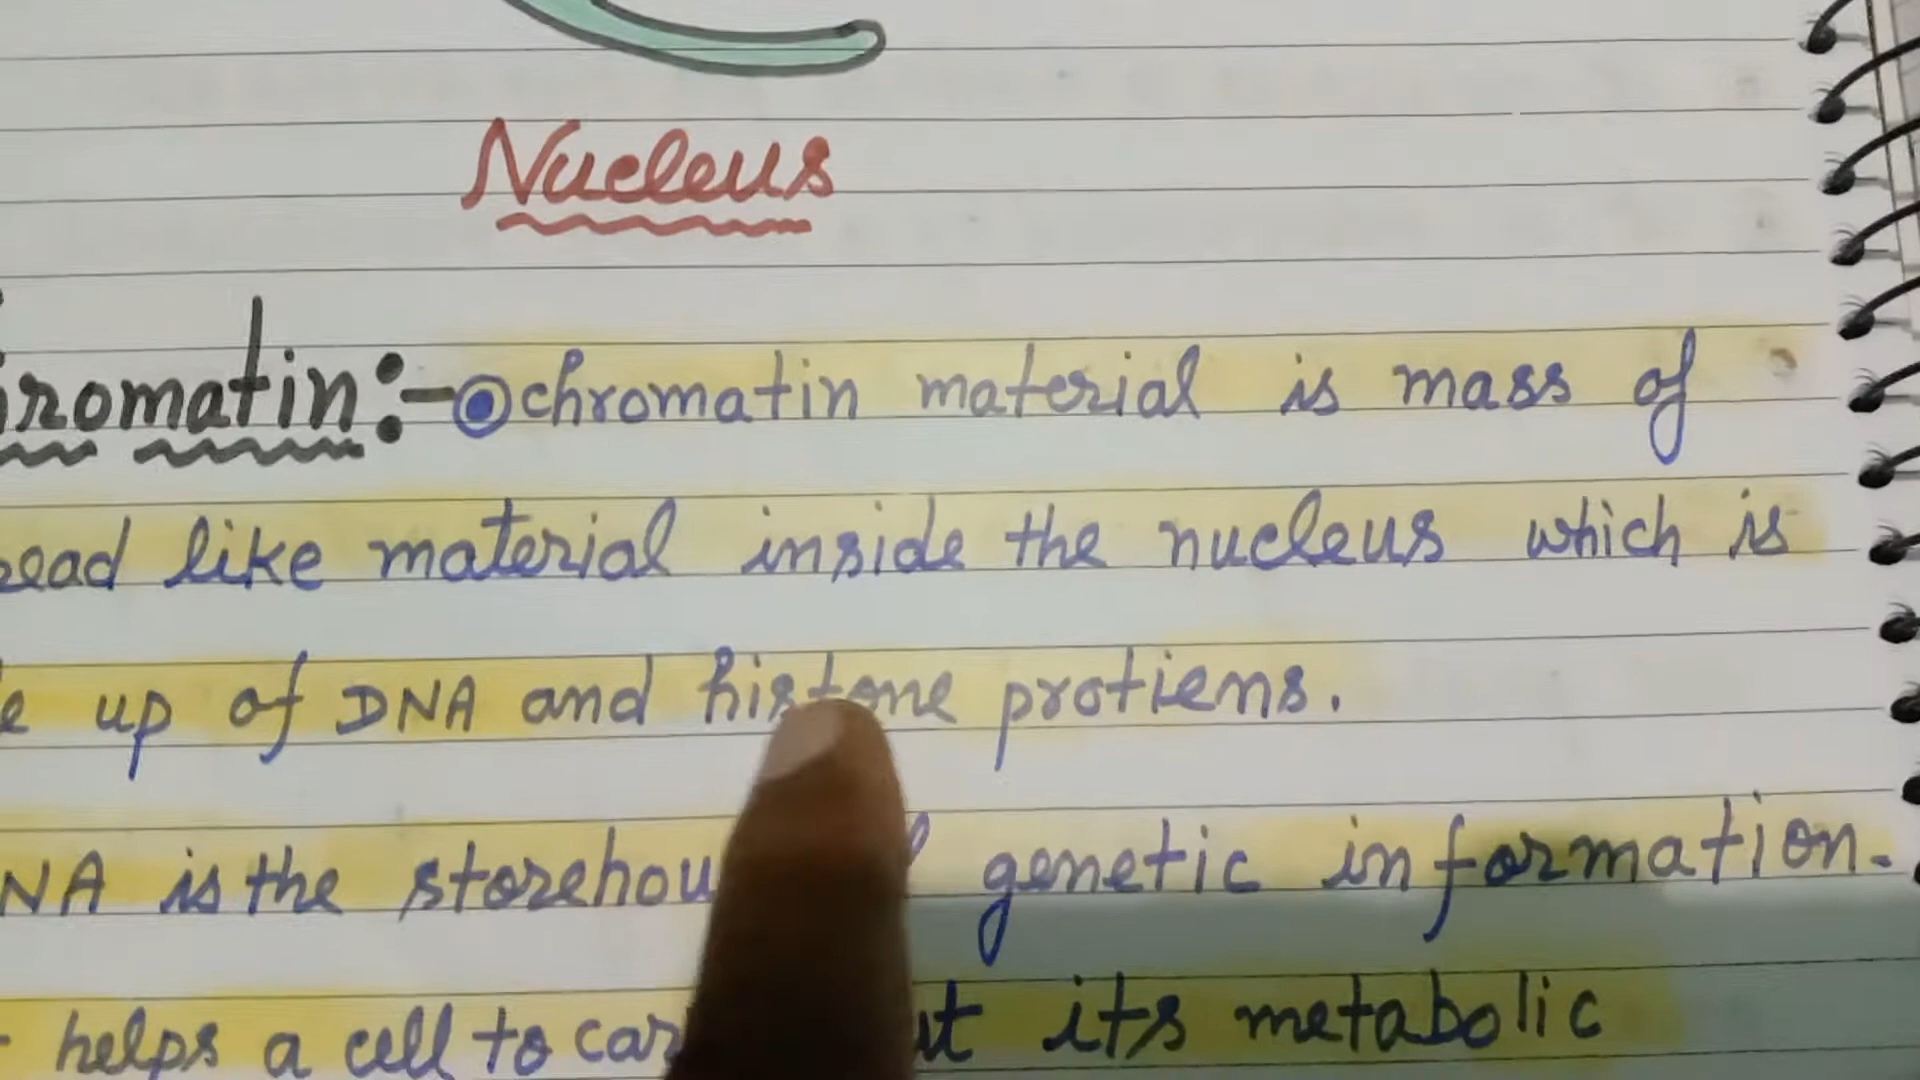 Nucleus
romatin:- chromatin material is mass of
ead like material inside the nucleus which is
e up of DNA and histone protiens.
NA is the storehou genetic information.
helps a cell to car its metabolic